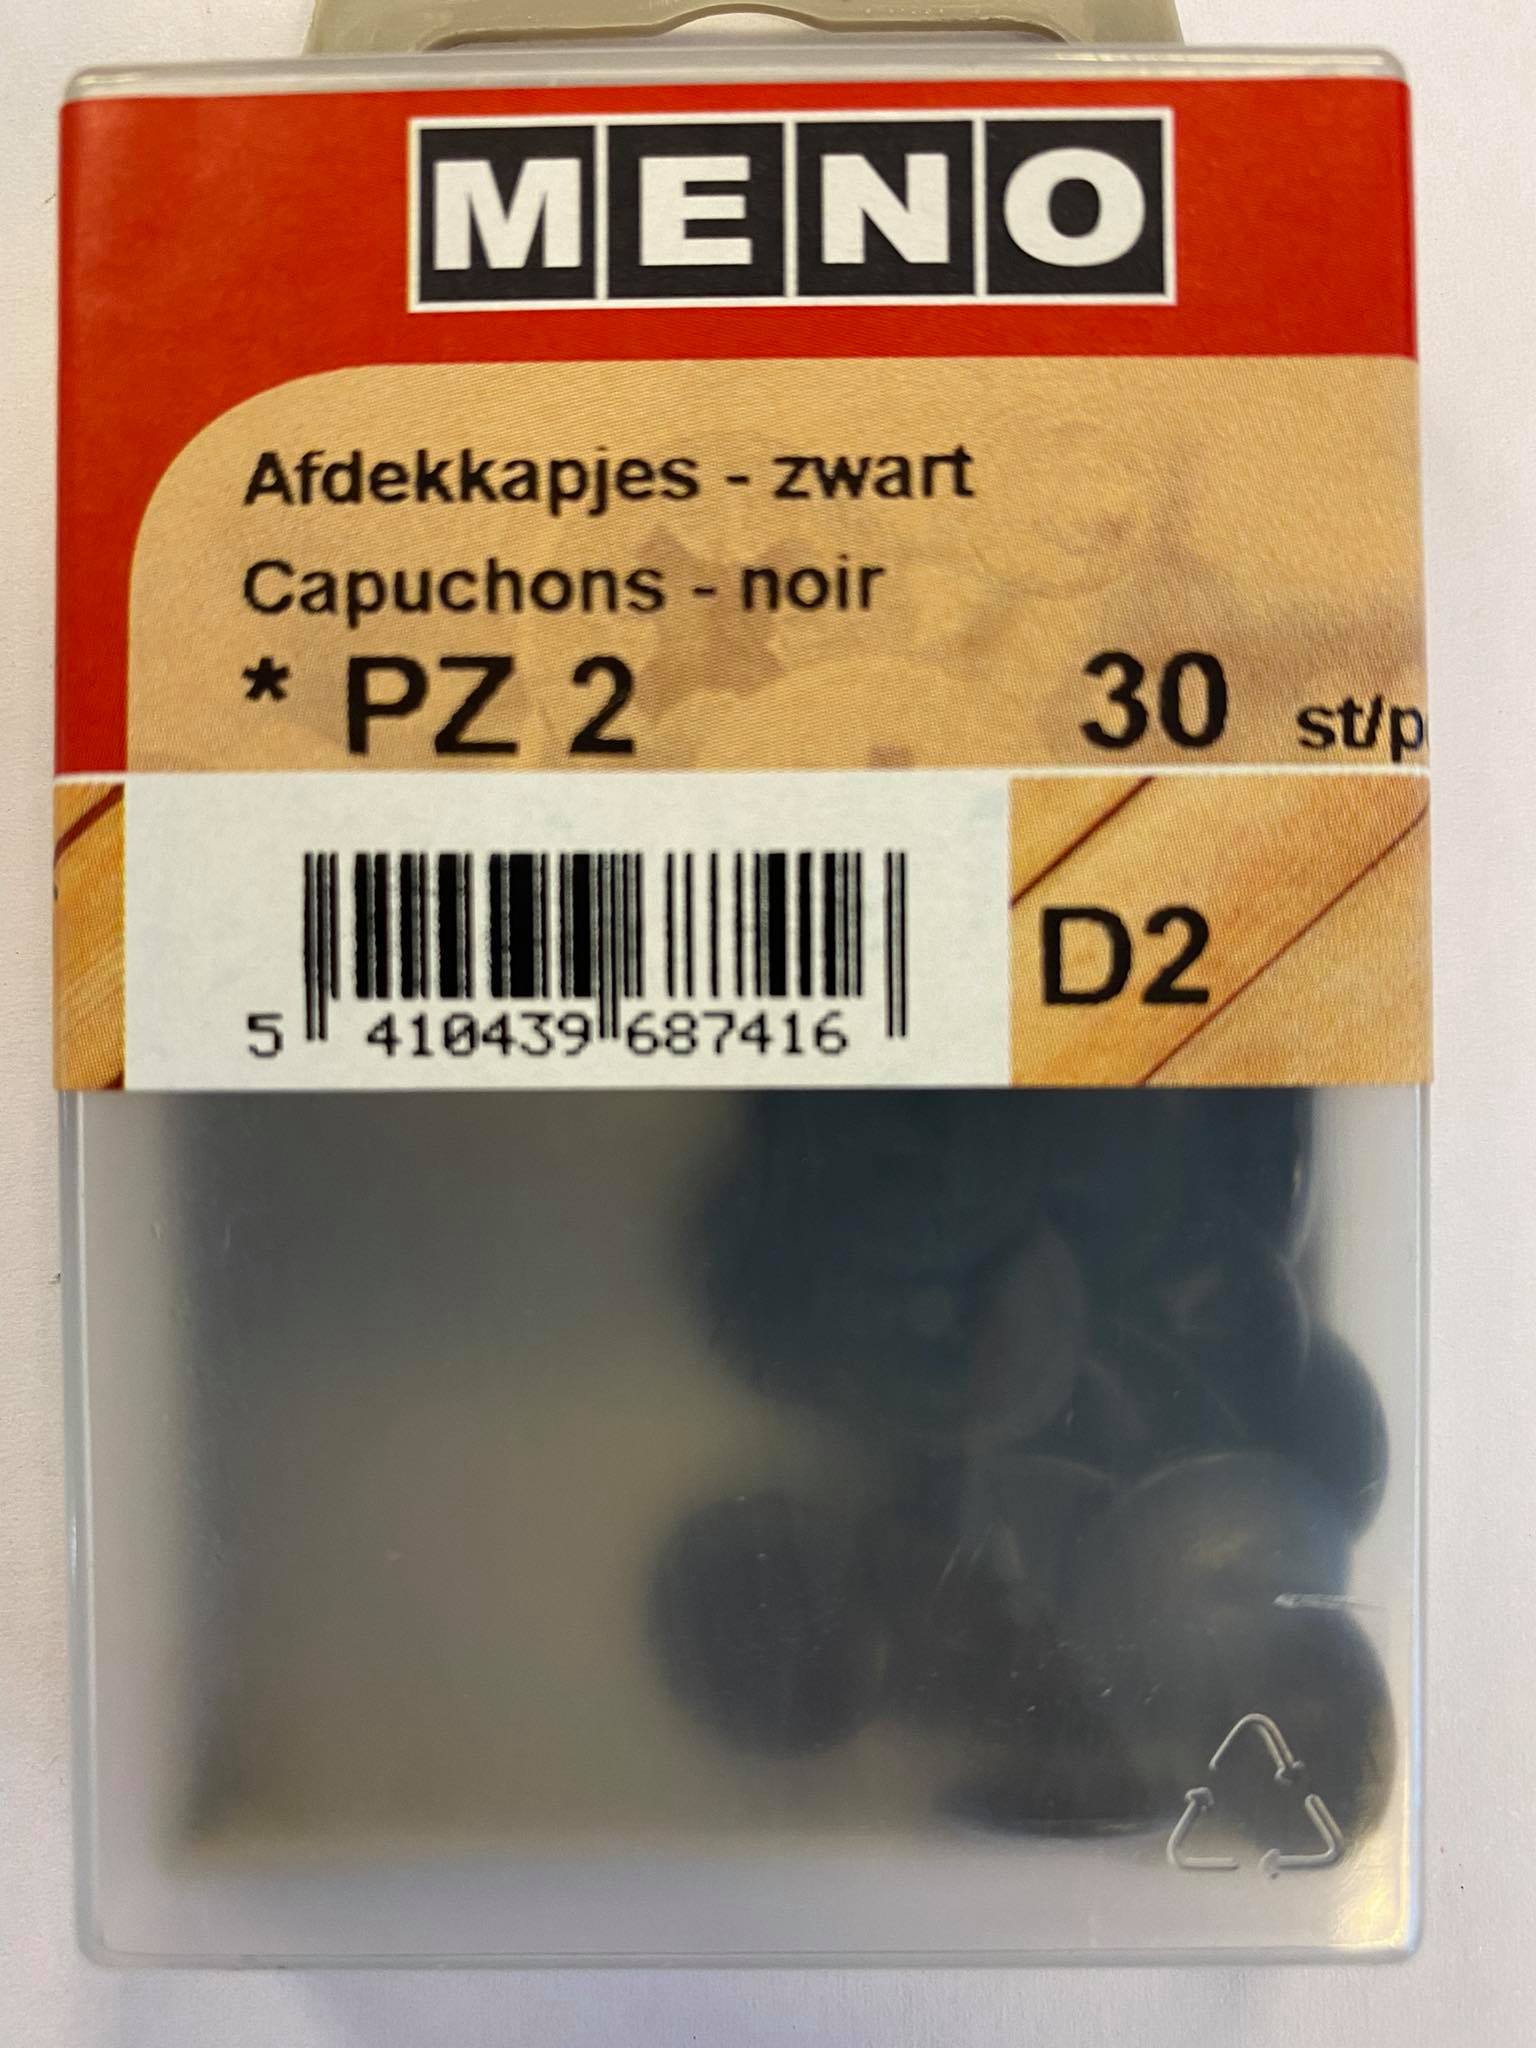 MENO
Afdekkapjes - zwart
Capuchons - noir
* PZ 2 30 st/p
D2
5 410439 687416